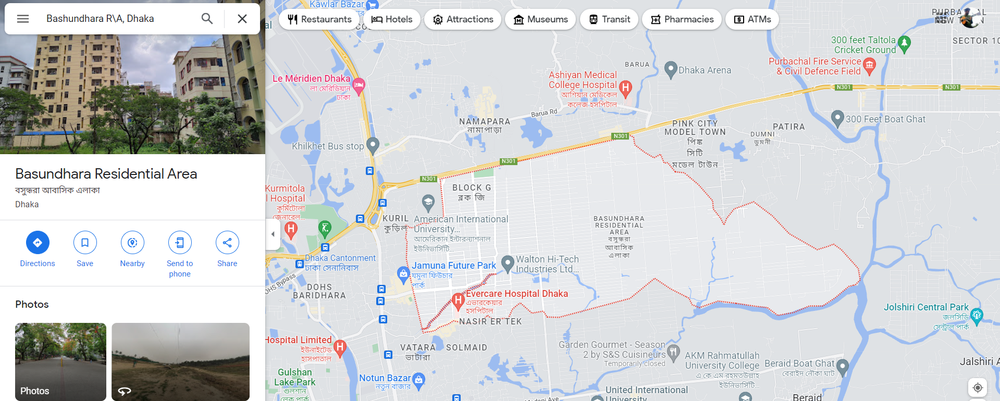 Bashundhara R\A, Dhaka
Basundhara Residential Area
বসুন্ধরা আবাসিক এলাকা
Dhaka
Directions
Save
Nearby
Send to
phone
Share
Photos
Photos
Restaurants
Hotels
Attractions
Museums
Transit
Pharmacies
ATMs
Kawlar Bazar
SECTOR 10
300 feet Taltola
Cricket Ground
Purbachal Fire Service
& Civil Defence Field
BARUA
Dhaka Arena
Ashiyan Medical
College Hospital
আশিয়ান মেডিকেল
কলেজ হসপিটাল
Le Méridien Dhaka
লা মেরিডিয়ান
ঢাকা
N301
N301
Barua Rd
NAMAPARA
নামাপাড়া
300 Feet Boat Ghat
PINK CITY
MODEL TOWN
পিঙ্ক
সিটি
মডেল টাউন
PATIRA
DUMNI
ডুমনী
N301
Khilkhet Bus stop
N301
N301
BLOCK G
ব্লক জি
Kurmitola
l Hospital
কুর্মিটোলা
জেনারেল...
KURIL
কুড়িল
American International
University...
আমেরিকান ইন্টারন্যাশনাল
ইউনিভার্সিটি...
BASUNDHARA
RESIDENTIAL
AREA
বসুন্ধরা
আবাসিক
এলাকা
Dhaka Cantonment
ঢাকা সেনানিবাস
Walton Hi-Tech
Industries Ltd...
Jamuna Future Park
যমুনা ফিউচার
পার্ক
DOHS Bypass
DOHS
BARIDHARA
Evercare Hospital Dhaka
এভারকেয়ার
হসপিটাল
NASIR ER TEK
Jolshiri Central Park
জলসিড়ি
সেন্ট্রাল পার্ক
Hospital Limited
ইউনাইটেড
হাসপাতাল
VATARA
ভাটারা
SOLMAID
Garden Gourmet - Season
2 by S&S Cuisineurs
Temporarily closed
AKM Rahmatullah
University College
এ কে এম রহমতউল্লাহ
ইউনিভার্সিটি...
Beraid Boat Ghat
বেরাইদ নৌকা ঘাট
Jalshiri A
Gulshan
Lake Park
গুলশান
লেক পার্ক
Notun Bazar
নতুন বাজার
United International
University
Madani Ave
Beraid